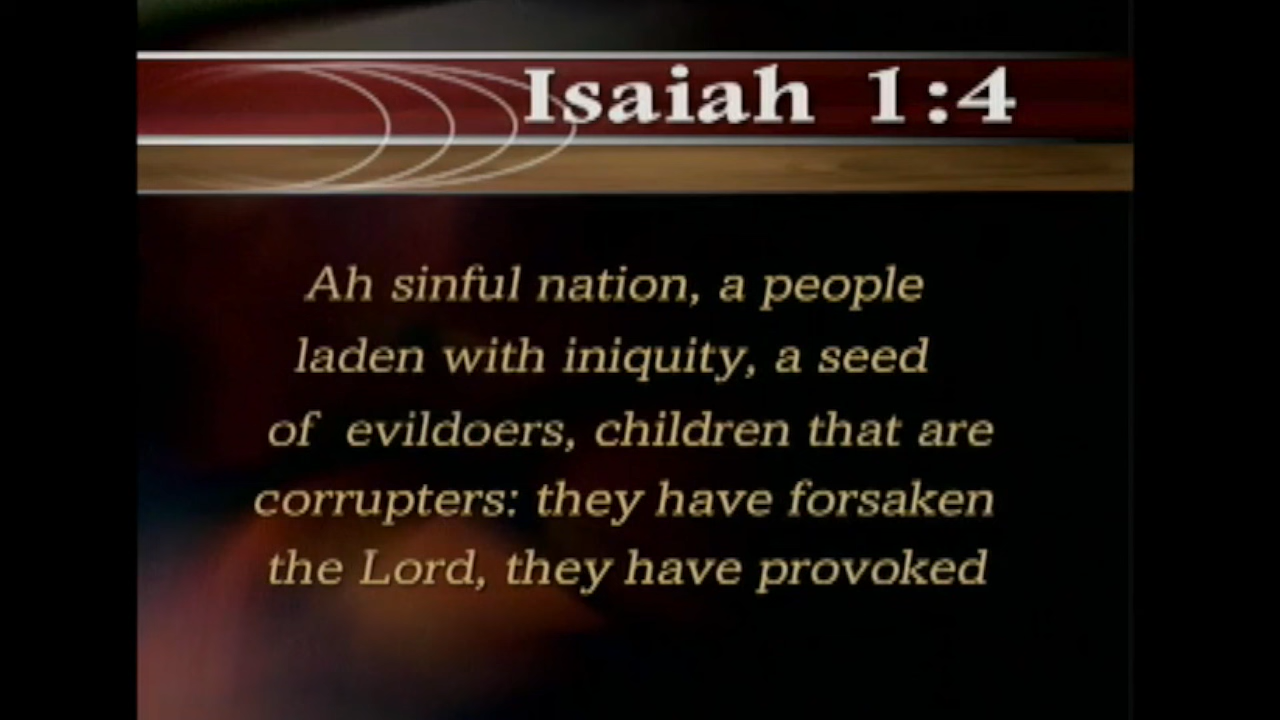 Isaiah 1:4
Ah sinful nation, a people
laden with iniquity, a seed
of evildoers, children that are
corrupters: they have forsaken
the Lord, they have provoked